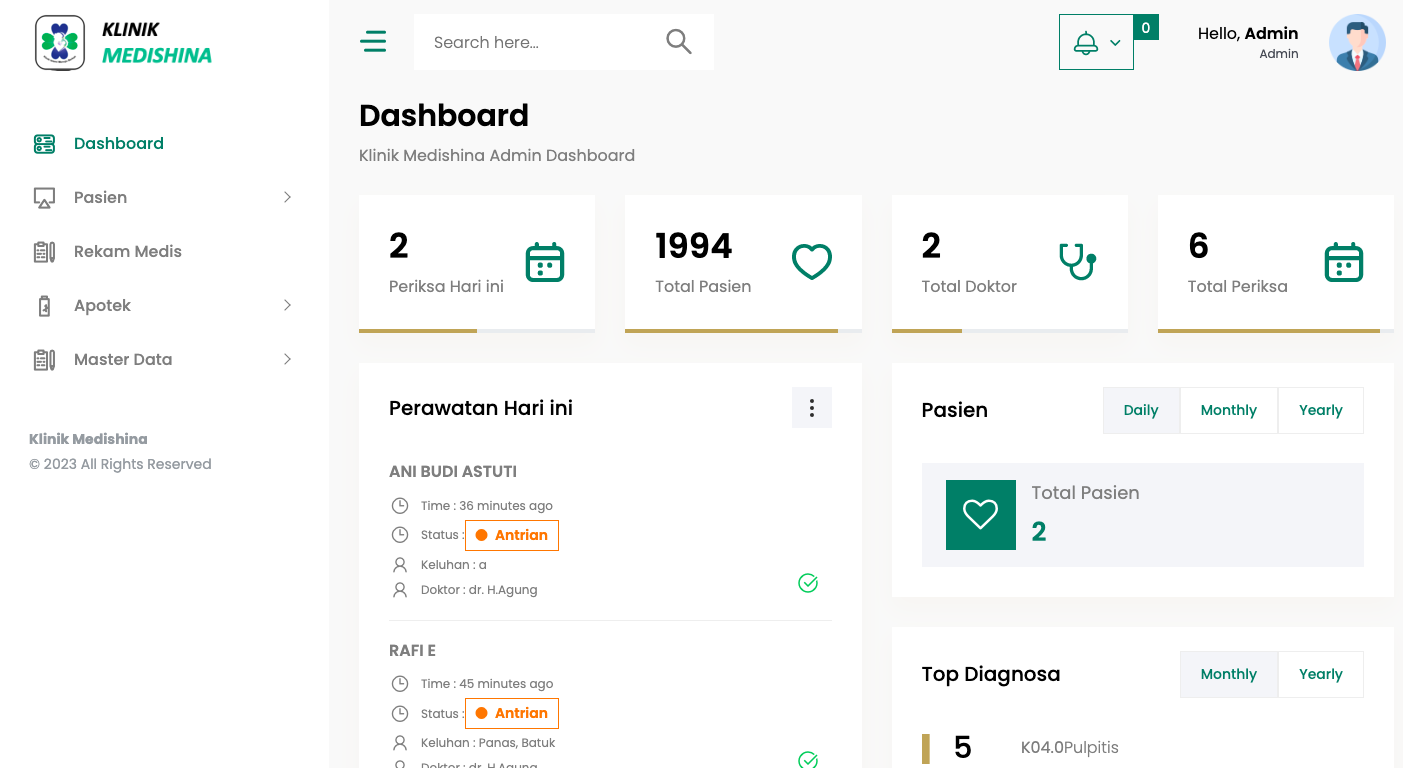 KLINIK
MEDISHINA
Dashboard
Pasien
Rekam Medis
Apotek
Master Data
Klinik Medishina
© 2023 All Rights Reserved
Search here...
0
Hello, Admin
Admin
Dashboard
Klinik Medishina Admin Dashboard
2
Periksa Hari ini
1994
Total Pasien
2
Total Doktor
6
Total Periksa
Perawatan Hari ini
ANI BUDI ASTUTI
Time : 36 minutes ago
Status : Antrian
Keluhan : a
Doktor : dr. H.Agung
RAFI E
Time : 45 minutes ago
Status : Antrian
Keluhan : Panas, Batuk
Doktor : dr. H.Agung
Pasien
Daily Monthly Yearly
Total Pasien
2
Top Diagnosa
Monthly Yearly
5 K04.0Pulpitis